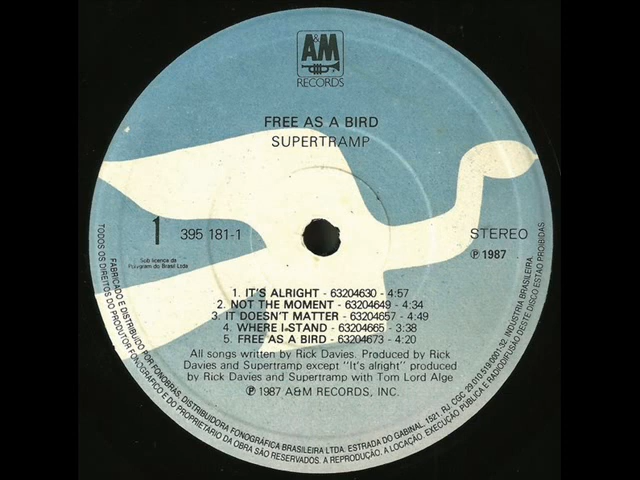 A&M
RECORDS
FREE AS A BIRD
SUPERTRAMP
1 395 181-1
STEREO
Ⓟ 1987
Sob licença da
Polygram do Brasil Ltda
1. IT'S ALRIGHT - 63204630 - 4:57
2. NOT THE MOMENT - 63204649 - 4:34
3. IT DOESN'T MATTER - 63204657 - 4:49
4. WHERE I-STAND - 63204665 - 3:38
5. FREE AS A BIRD - 63204673 - 4:20
All songs written by Rick Davies. Produced by Rick
Davies and Supertramp except "It's alright" produced
by Rick Davies and Supertramp with Tom Lord Alge
Ⓟ 1987 A&M RECORDS, INC.
FABRICADO E DISTRIBUIDO POR FONOBRAS, DISTRIBUIDORA FONOGRÁFICA BRASILEIRA LTDA. ESTRADA DO GABINAL, 1521, RJ, CGC 29.010.519/0001-32, INDUSTRIA BRASILEIRA
TODOS OS DIREITOS DO PRODUTOR FONOGRÁFICO E DO PROPRIETÁRIO DA OBRA SÃO RESERVADOS. A REPRODUÇÃO, A LOCAÇÃO, EXECUÇÃO PÚBLICA E RADIODIFUSÃO DESTE DISCO ESTÃO PROIBIDAS